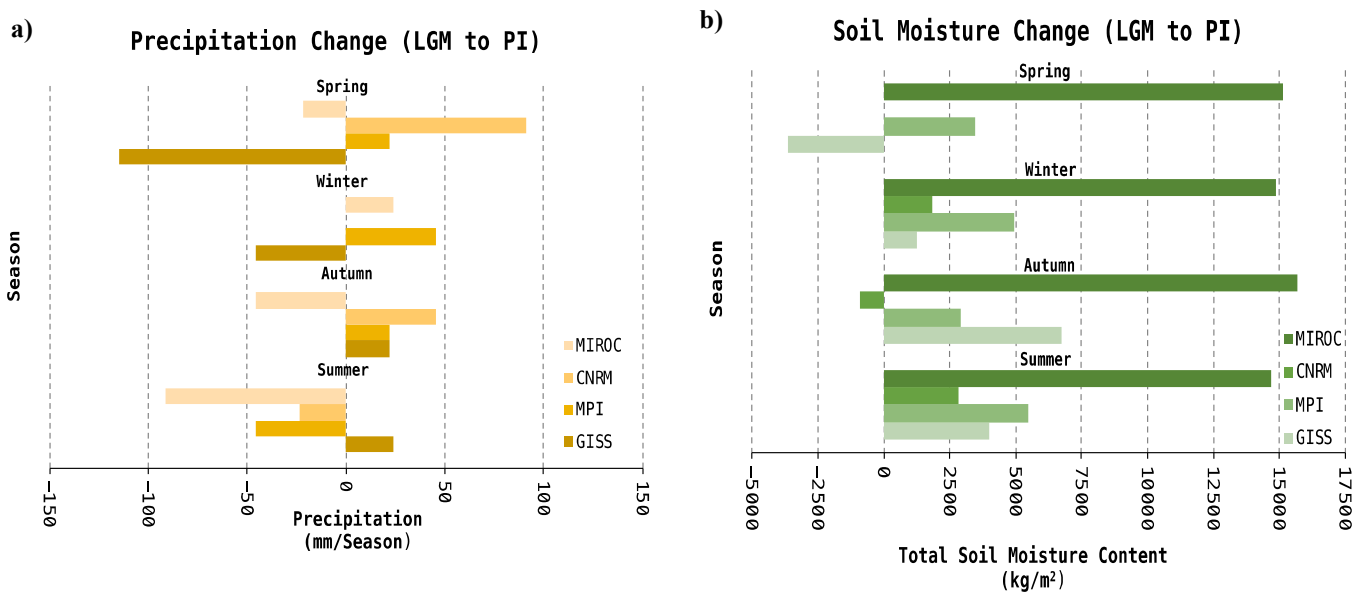 a)
Precipitation Change (LGM to PI)
Season
Spring
Winter
Autumn
Summer
MIROC
CNRM
MPI
GISS
-150
-100
-50
0
50
100
150
Precipitation
(mm/Season)
b)
Soil Moisture Change (LGM to PI)
Season
Spring
Winter
Autumn
Summer
MIROC
CNRM
MPI
GISS
-5000
-2500
0
2500
5000
7500
10000
12500
15000
17500
Total Soil Moisture Content
(kg/m²)